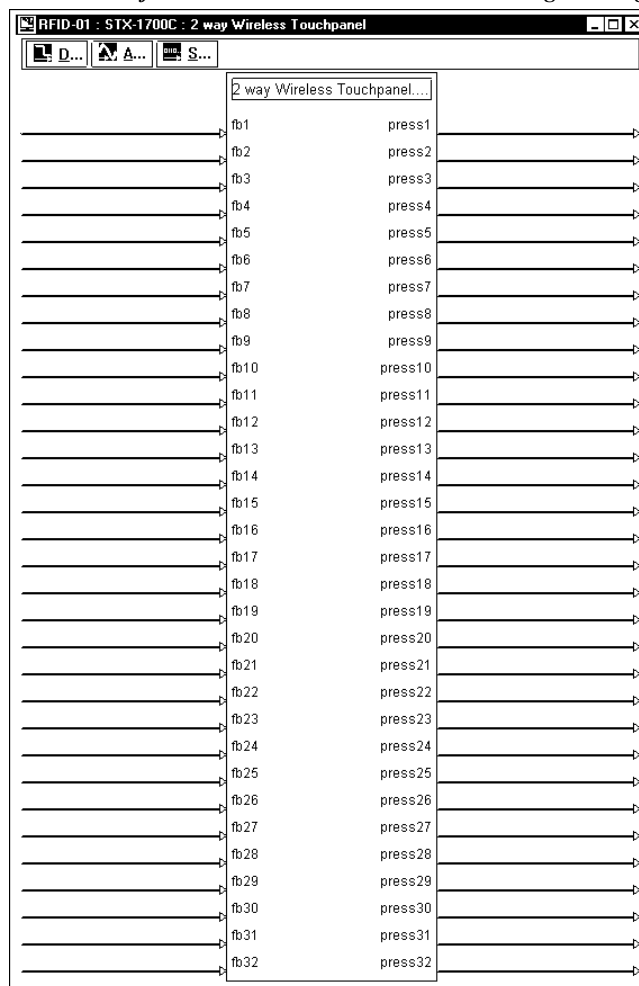 RFID-01 : STX-1700C : 2 way Wireless Touchpanel
D... A... S...
2 way Wireless Touchpanel....
fb1 press1
fb2 press2
fb3 press3
fb4 press4
fb5 press5
fb6 press6
fb7 press7
fb8 press8
fb9 press9
fb10 press10
fb11 press11
fb12 press12
fb13 press13
fb14 press14
fb15 press15
fb16 press16
fb17 press17
fb18 press18
fb19 press19
fb20 press20
fb21 press21
fb22 press22
fb23 press23
fb24 press24
fb25 press25
fb26 press26
fb27 press27
fb28 press28
fb29 press29
fb30 press30
fb31 press31
fb32 press32